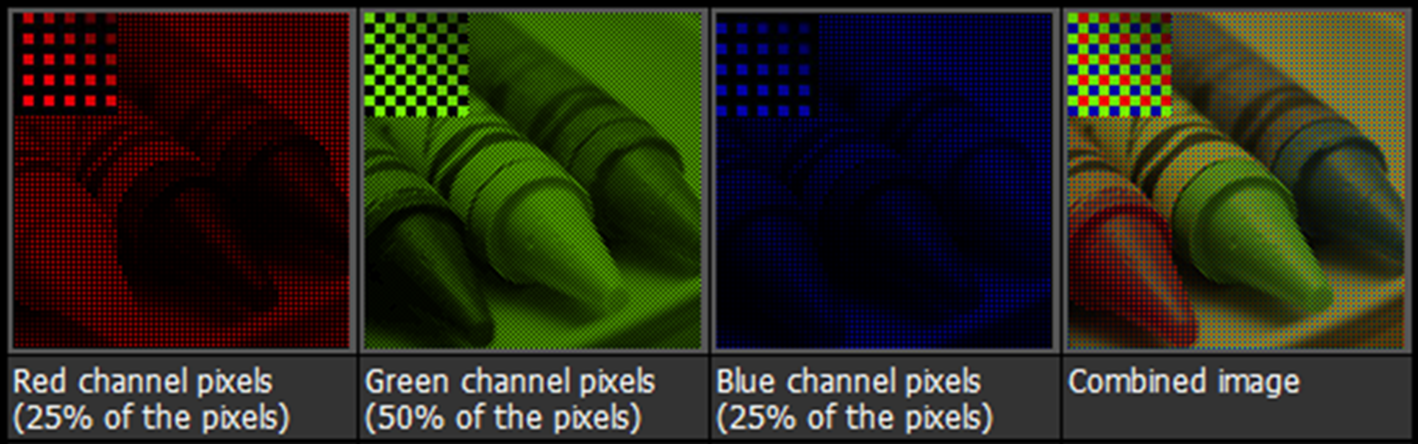 Red channel pixels
(25% of the pixels)
Green channel pixels
(50% of the pixels)
Blue channel pixels
(25% of the pixels)
Combined image